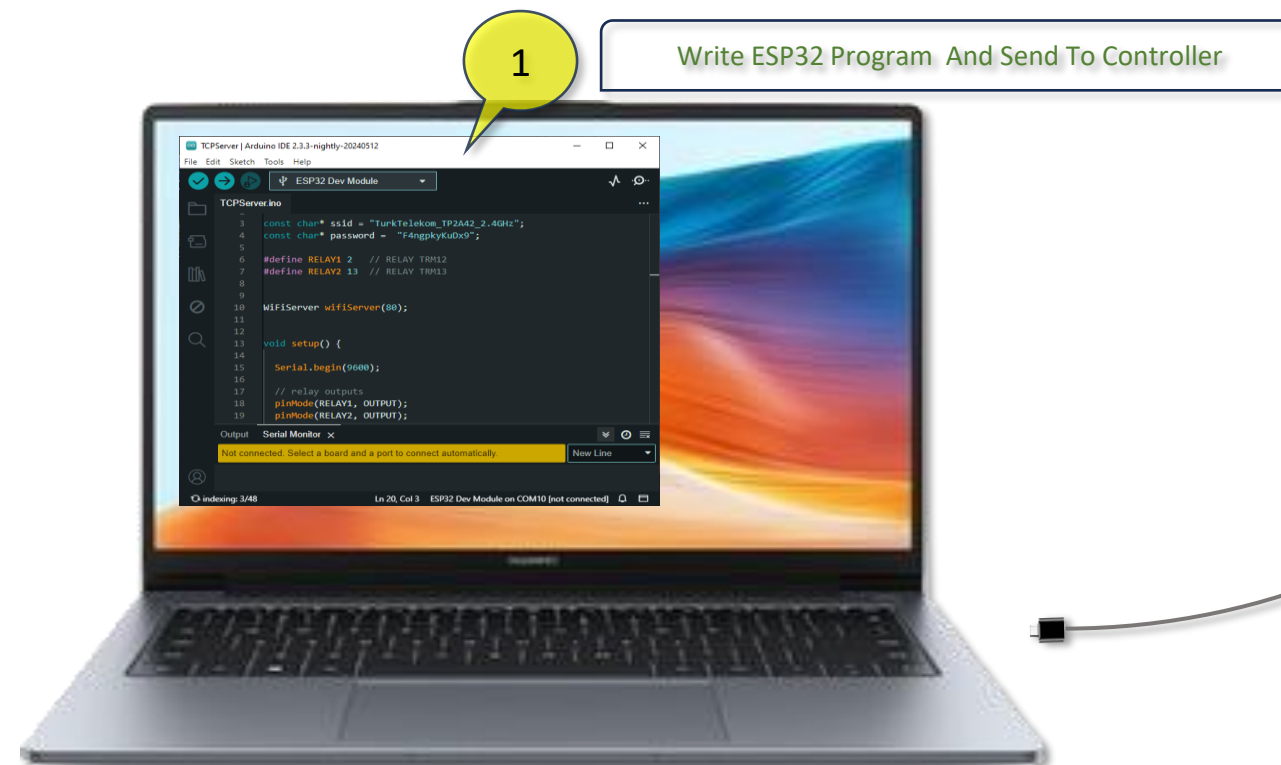 1
Write ESP32 Program And Send To Controller
TCPServer | Arduino IDE 2.3.3-nightly-20240512
File Edit Sketch Tools Help
ESP32 Dev Module
TCPServer.ino
3 const char* ssid = "TurkTelekom_TP2A42_2.4GHz";
4 const char* password = "F4ngpkyKuDx9";
5
6 #define RELAY1 2 // RELAY TRM12
7 #define RELAY2 13 // RELAY TRM13
8
9
10 WiFiServer wifiServer(80);
11
12
13 void setup() {
14
15 Serial.begin(9600);
16
17 // relay outputs
18 pinMode(RELAY1, OUTPUT);
19 pinMode(RELAY2, OUTPUT);
Output Serial Monitor
Not connected. Select a board and a port to connect automatically. New Line
indexing: 3/48 Ln 20, Col 3 ESP32 Dev Module on COM10 [not connected]